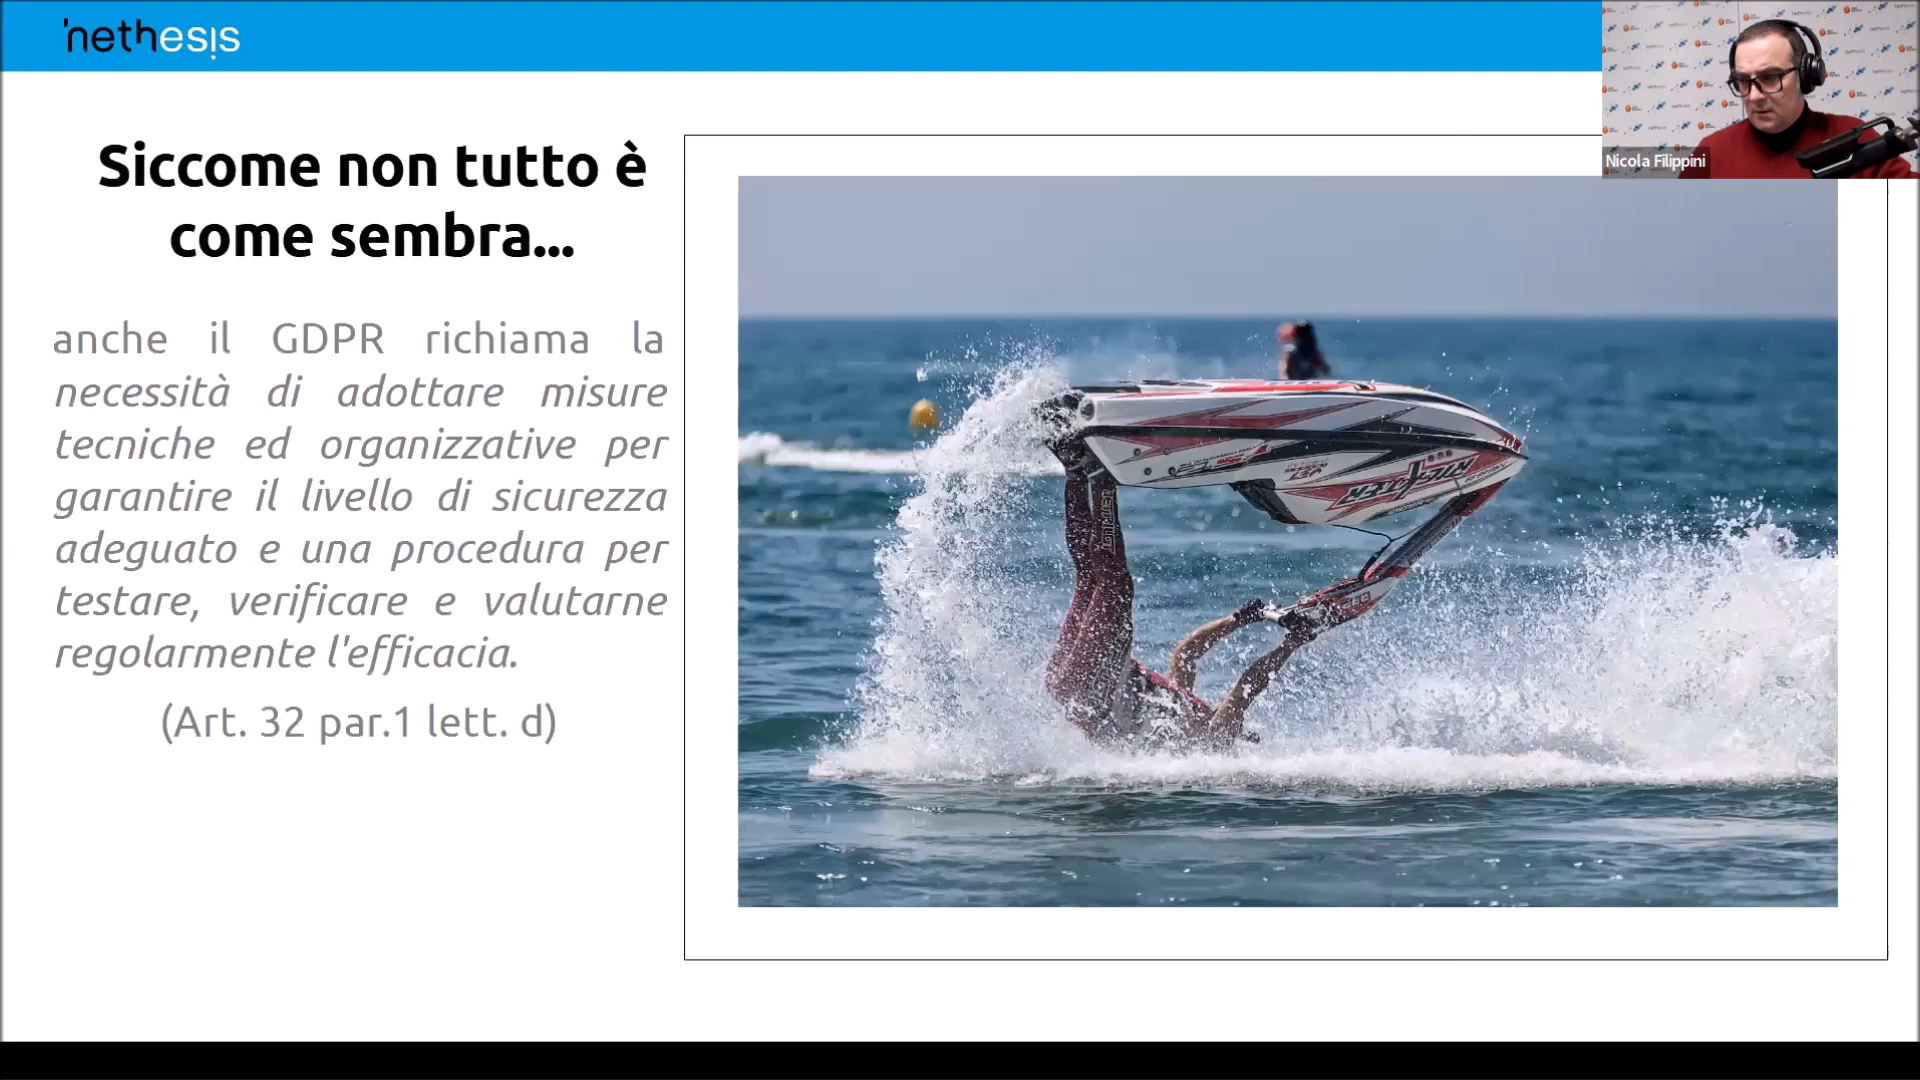 nethesis
Nicola Filippini
Siccome non tutto è
come sembra...
anche il GDPR richiama la
necessità di adottare misure
tecniche ed organizzative per
garantire il livello di sicurezza
adeguato e una procedura per
testare, verificare e valutarne
regolarmente l'efficacia.
(Art. 32 par.1 lett. d)